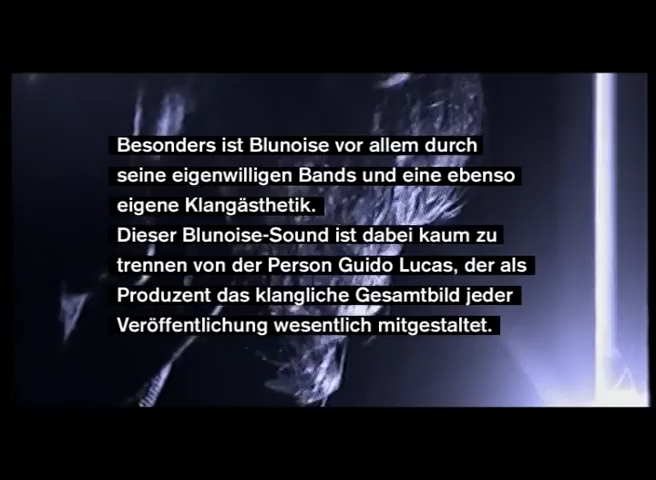 Besonders ist Blunoise vor allem durch
seine eigenwilligen Bands und eine ebenso
eigene Klangästhetik.
Dieser Blunoise-Sound ist dabei kaum zu
trennen von der Person Guido Lucas, der als
Produzent das klangliche Gesamtbild jeder
Veröffentlichung wesentlich mitgestaltet.